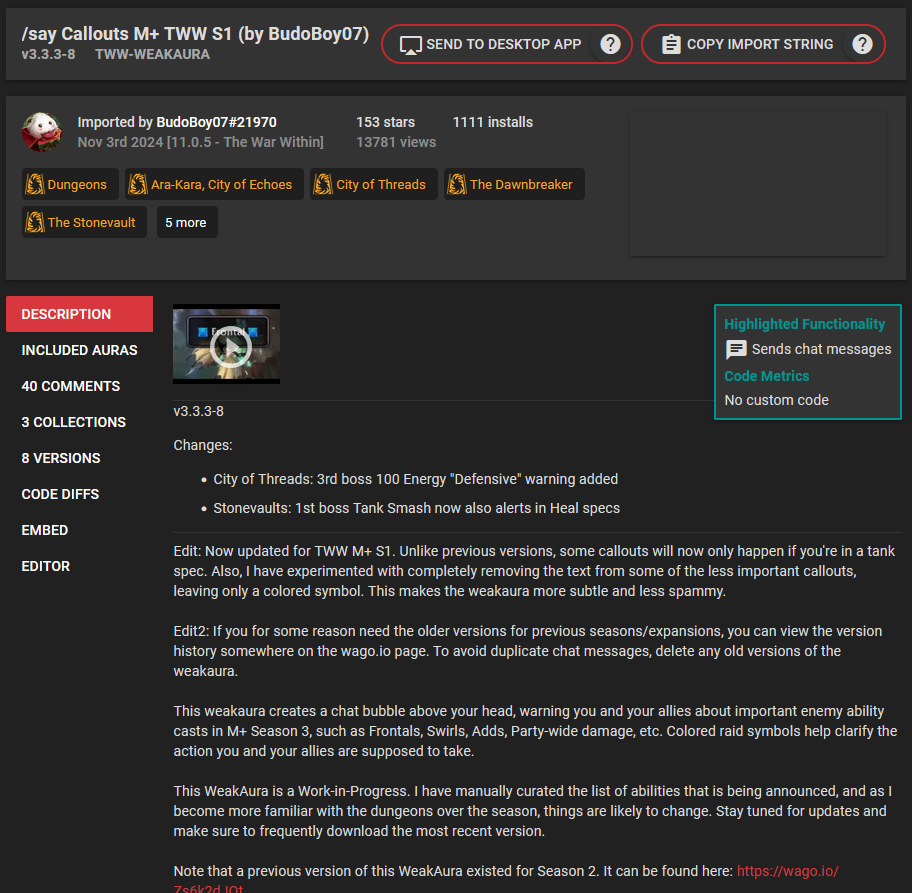 /say Callouts M+ TWW S1 (by BudoBoy07)
v3.3.3-8 TWW-WEAKAURA
SEND TO DESKTOP APP ?
COPY IMPORT STRING ?
Imported by BudoBoy07#21970
Nov 3rd 2024 [11.0.5 - The War Within]
153 stars
13781 views
1111 installs
Dungeons
Ara-Kara, City of Echoes
City of Threads
The Dawnbreaker
The Stonevault
5 more
DESCRIPTION
INCLUDED AURAS
40 COMMENTS
3 COLLECTIONS
8 VERSIONS
CODE DIFFS
EMBED
EDITOR
Frontal
Highlighted Functionality
Sends chat messages
Code Metrics
No custom code
v3.3.3-8
Changes:
• City of Threads: 3rd boss 100 Energy "Defensive" warning added
• Stonevaults: 1st boss Tank Smash now also alerts in Heal specs
Edit: Now updated for TWW M+ S1. Unlike previous versions, some callouts will now only happen if you're in a tank
spec. Also, I have experimented with completely removing the text from some of the less important callouts,
leaving only a colored symbol. This makes the weakaura more subtle and less spammy.
Edit2: If you for some reason need the older versions for previous seasons/expansions, you can view the version
history somewhere on the wago.io page. To avoid duplicate chat messages, delete any old versions of the
weakaura.
This weakaura creates a chat bubble above your head, warning you and your allies about important enemy ability
casts in M+ Season 3, such as Frontals, Swirls, Adds, Party-wide damage, etc. Colored raid symbols help clarify the
action you and your allies are supposed to take.
This WeakAura is a Work-in-Progress. I have manually curated the list of abilities that is being announced, and as I
become more familiar with the dungeons over the season, things are likely to change. Stay tuned for updates and
make sure to frequently download the most recent version.
Note that a previous version of this WeakAura existed for Season 2. It can be found here: https://wago.io/